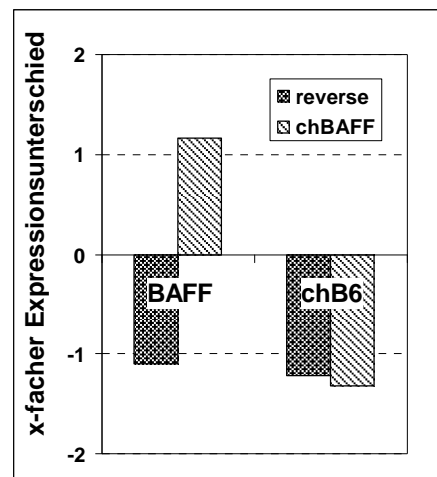 x-facher Expressionsunterschied
2
1
0
-1
-2
reverse
chBAFF
BAFF
chB6